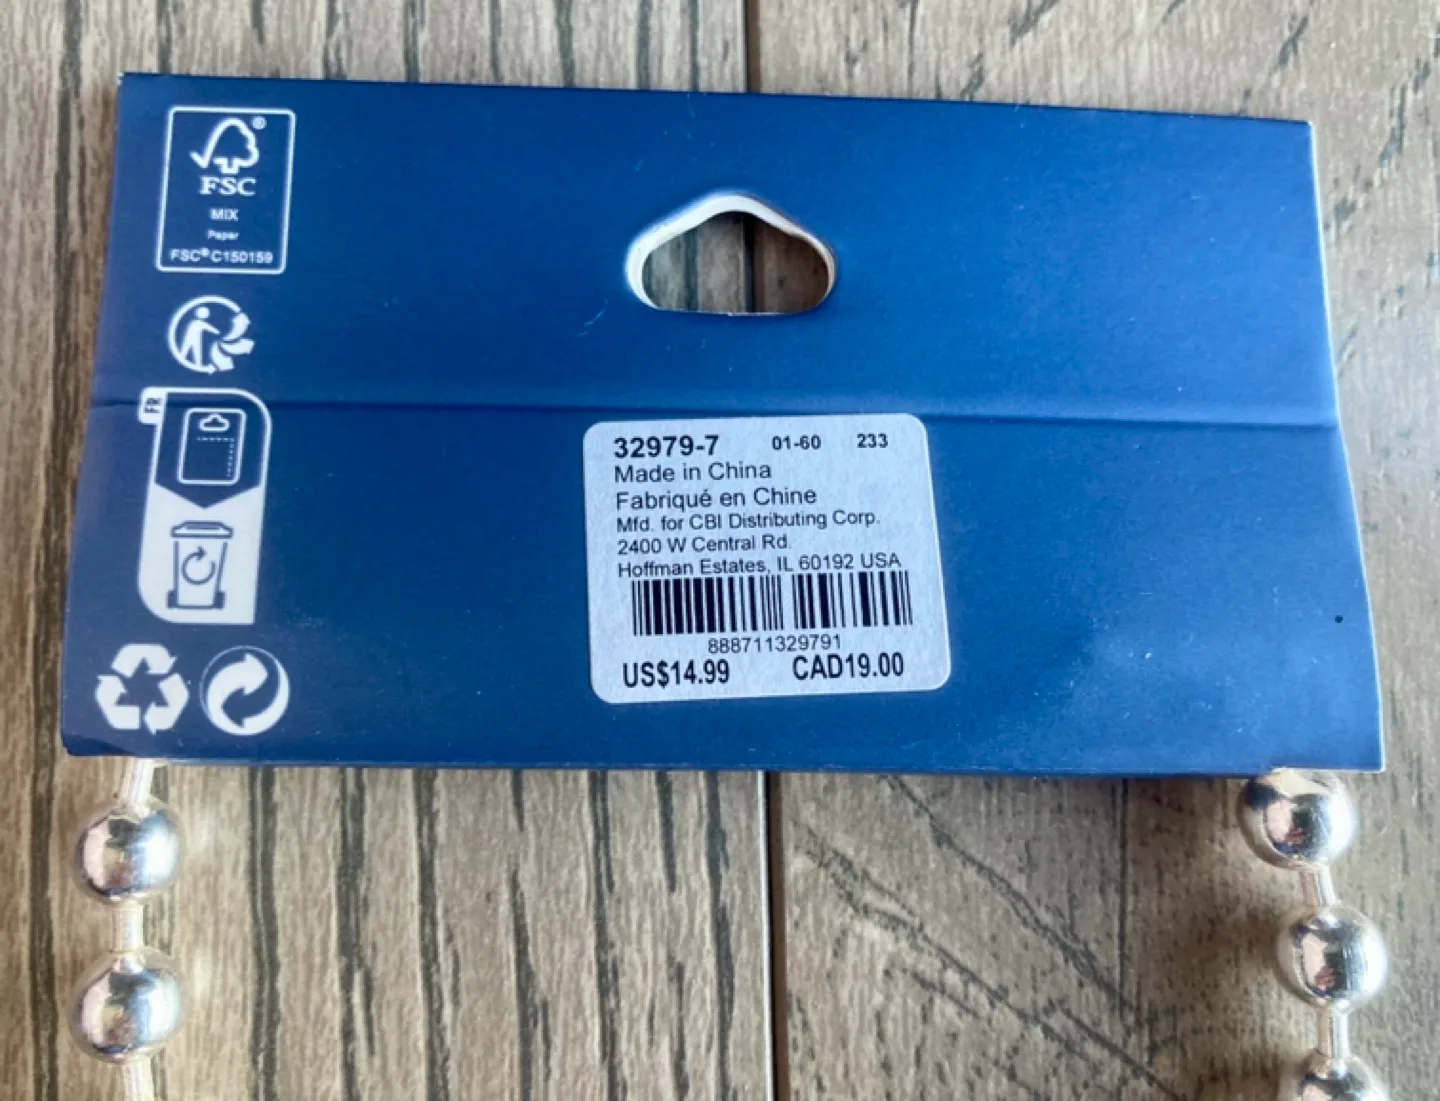 ®
FSC
MIX
Paper
FSC® C150159
FR
32979-7 01-60 233
Made in China
Fabriqué en Chine
Mfd. for CBI Distributing Corp.
2400 W Central Rd.
Hoffman Estates, IL 60192 USA
888711329791
US$14.99 CAD19.00